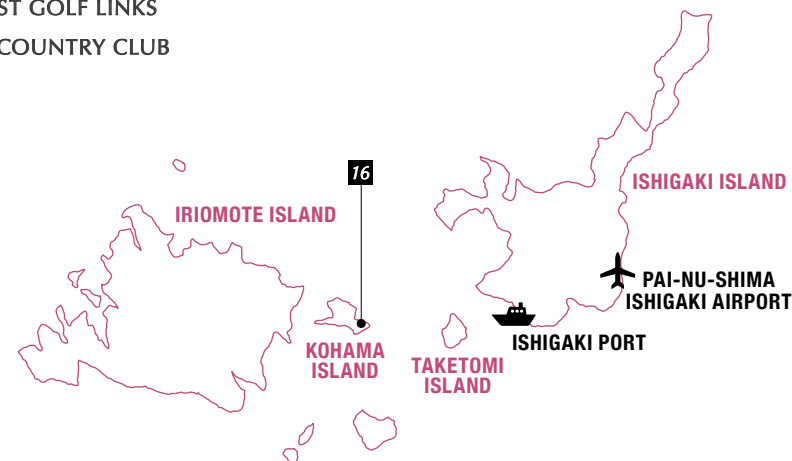 ST GOLF LINKS
COUNTRY CLUB
16
ISHIGAKI ISLAND
IRIOMOTE ISLAND
PAI-NU-SHIMA
ISHIGAKI AIRPORT
ISHIGAKI PORT
KOHAMA
ISLAND
TAKETOMI
ISLAND